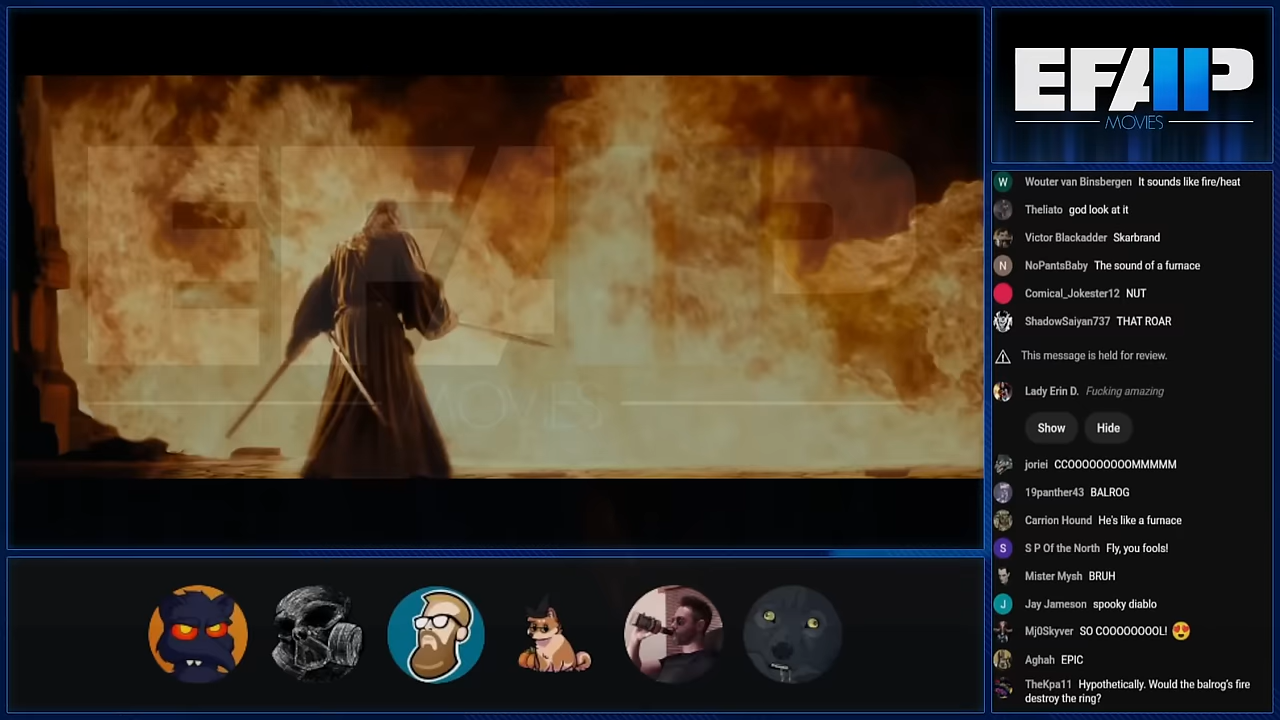 EFAP
MOVIES
EFAP
MOVIES
Wouter van Binsbergen It sounds like fire/heat
Theliato god look at it
Victor Blackadder Skarbrand
N NoPantsBaby The sound of a furnace
Comical_Jokester12 NUT
ShadowSaiyan737 THAT ROAR
This message is held for review.
Lady Erin D. Fucking amazing
Show Hide
joriei CCOOOOOOOOOMMMMM
19panther43 BALROG
Carrion Hound He's like a furnace
S S P Of the North Fly, you fools!
Mister Mysh BRUH
J Jay Jameson spooky diablo
Mj0Skyver SO COOOOOOOOL! 😍
Aghah EPIC
TheKpa11 Hypothetically. Would the balrog's fire
destroy the ring?